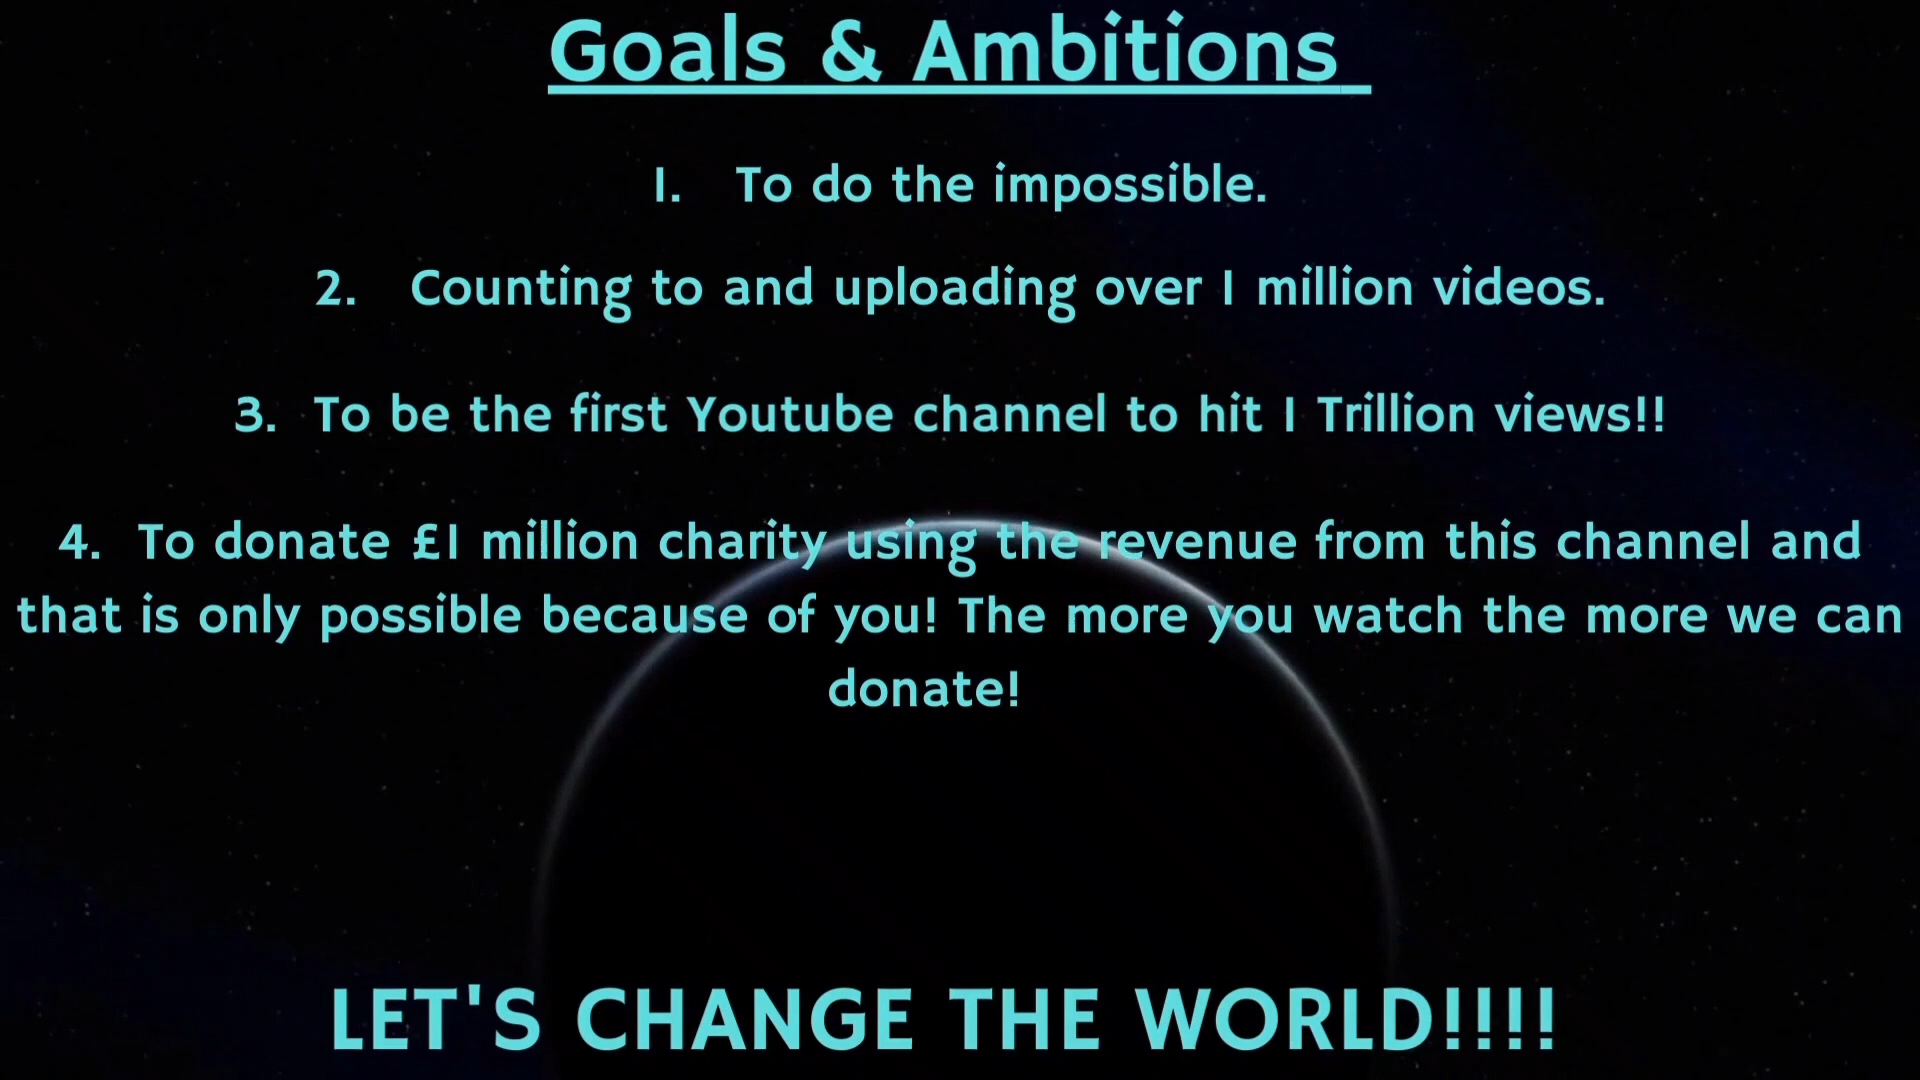 Goals & Ambitions
1. To do the impossible.
2. Counting to and uploading over 1 million videos.
3. To be the first Youtube channel to hit 1 Trillion views!!
4. To donate £1 million charity using the revenue from this channel and
that is only possible because of you! The more you watch the more we can
donate!
LET'S CHANGE THE WORLD!!!!